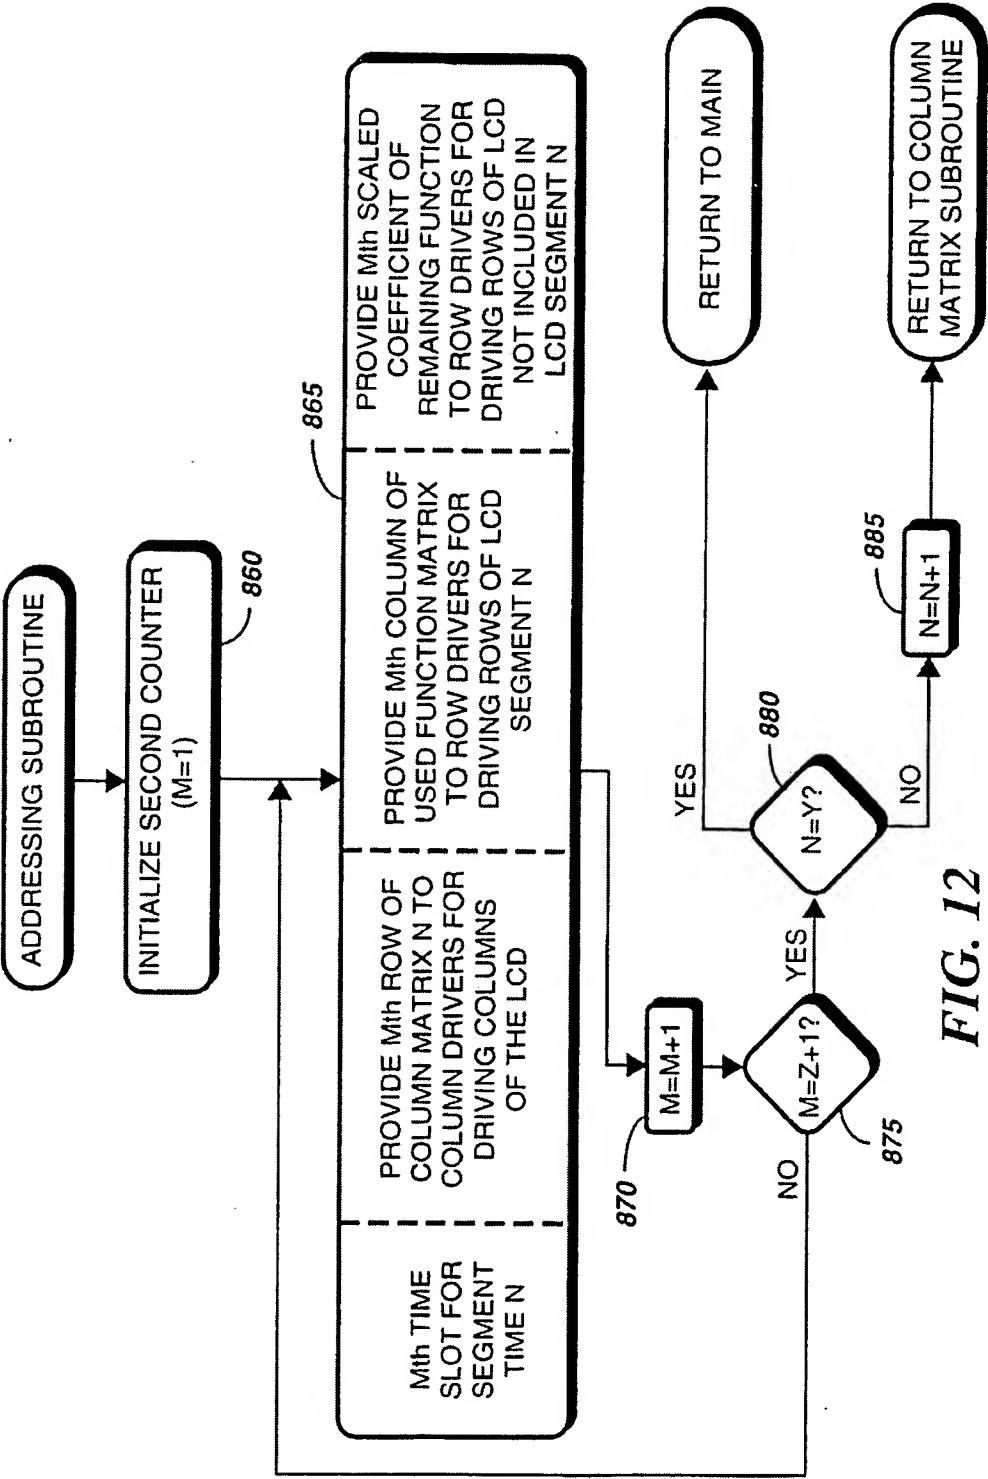 ADDRESSING SUBROUTINE
INITIALIZE SECOND COUNTER
(M=1)
860
865
Mth TIME
SLOT FOR
SEGMENT
TIME N
PROVIDE Mth ROW OF
COLUMN MATRIX N TO
COLUMN DRIVERS FOR
DRIVING COLUMNS
OF THE LCD
PROVIDE Mth COLUMN OF
USED FUNCTION MATRIX
TO ROW DRIVERS FOR
DRIVING ROWS OF LCD
SEGMENT N
PROVIDE Mth SCALED
COEFFICIENT OF
REMAINING FUNCTION
TO ROW DRIVERS FOR
DRIVING ROWS OF LCD
NOT INCLUDED IN
LCD SEGMENT N
870
M=M+1
NO
M=Z+1?
875
YES
N=Y?
880
YES
RETURN TO MAIN
NO
N=N+1
885
RETURN TO COLUMN
MATRIX SUBROUTINE
FIG. 12